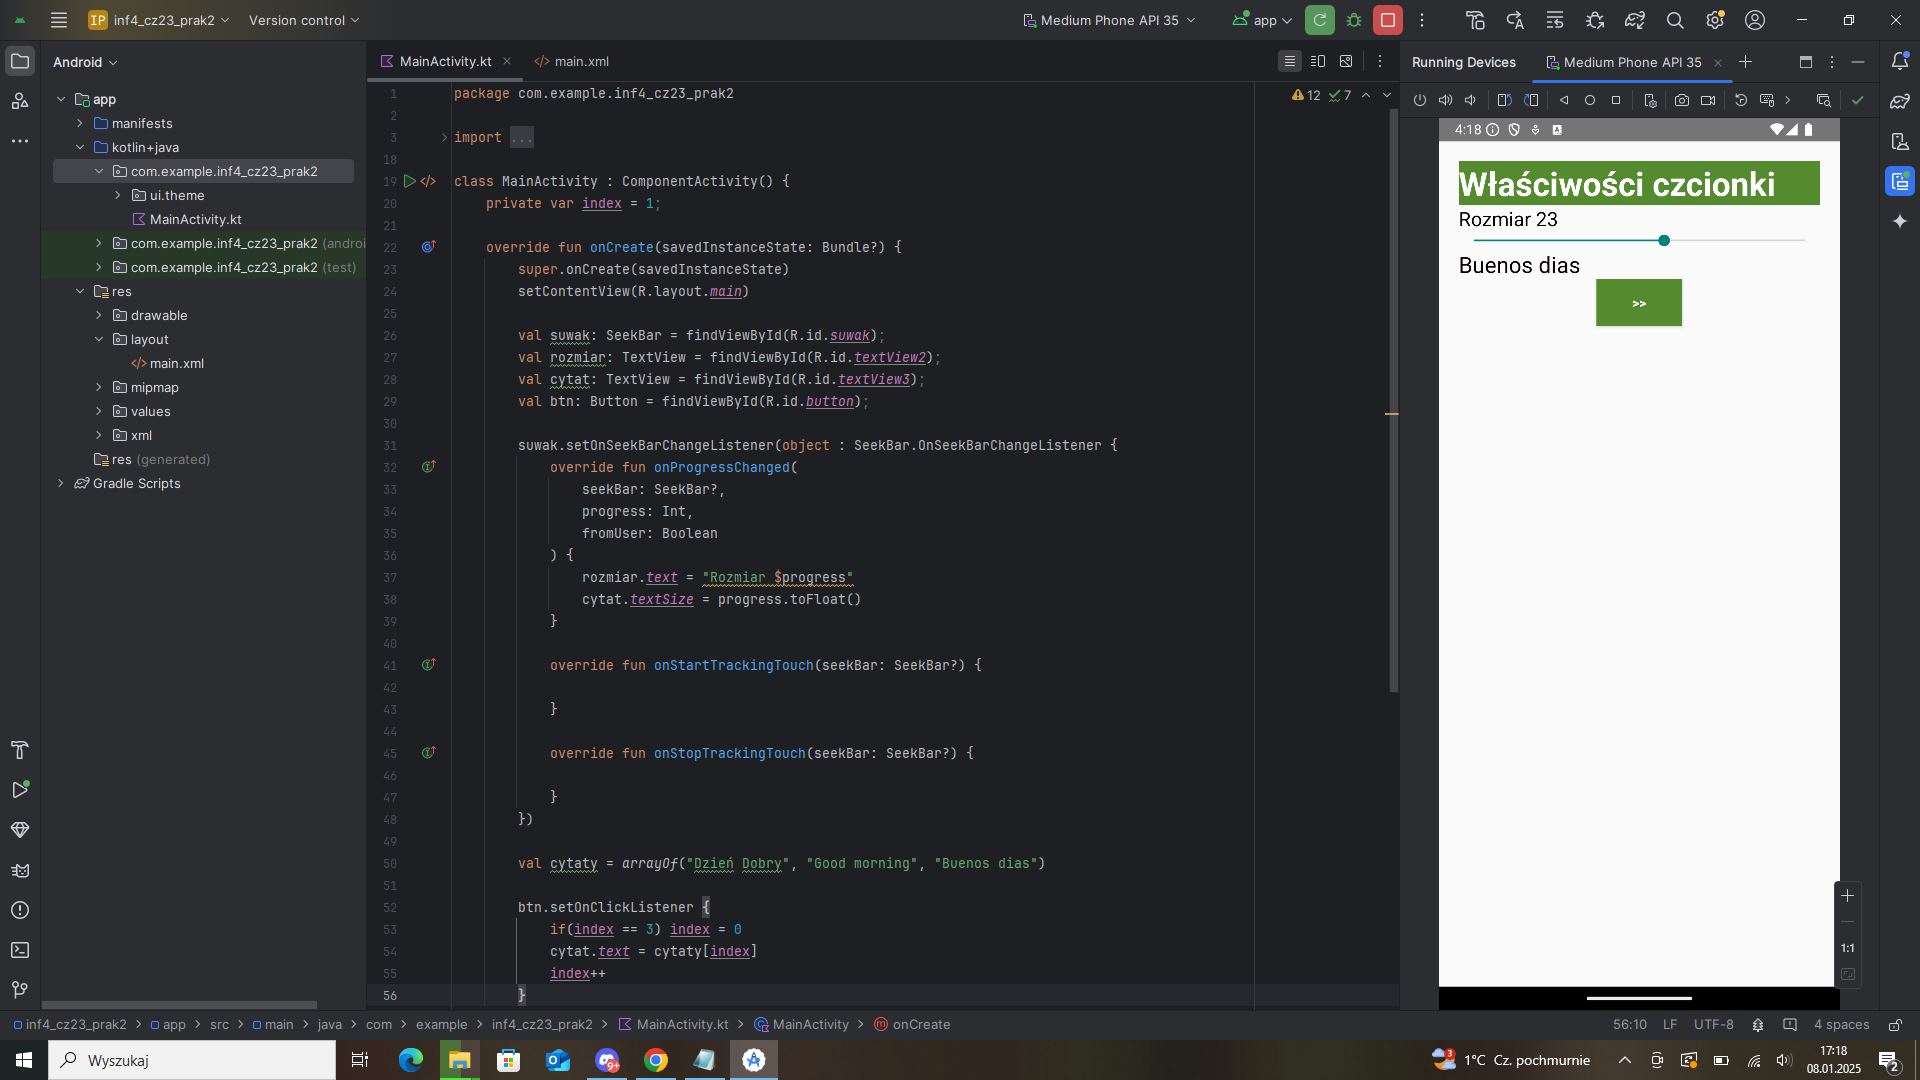 IP inf4_cz23_prak2 Version control Medium Phone API 35 app
Android MainActivity.kt main.xml Running Devices Medium Phone API 35
app
manifests
kotlin+java
com.example.inf4_cz23_prak2
ui.theme
MainActivity.kt
com.example.inf4_cz23_prak2 (androi
com.example.inf4_cz23_prak2 (test)
res
drawable
layout
main.xml
mipmap
values
xml
res (generated)
Gradle Scripts
12 7
1 package com.example.inf4_cz23_prak2
2
3 import ...
18
19 class MainActivity : ComponentActivity() {
20 private var index = 1;
21
22 override fun onCreate(savedInstanceState: Bundle?) {
23 super.onCreate(savedInstanceState)
24 setContentView(R.layout.main)
25
26 val suwak: SeekBar = findViewById(R.id.suwak);
27 val rozmiar: TextView = findViewById(R.id.textView2);
28 val cytat: TextView = findViewById(R.id.textView3);
29 val btn: Button = findViewById(R.id.button);
30
31 suwak.setOnSeekBarChangeListener(object : SeekBar.OnSeekBarChangeListener {
32 override fun onProgressChanged(
33 seekBar: SeekBar?,
34 progress: Int,
35 fromUser: Boolean
36 ) {
37 rozmiar.text = "Rozmiar $progress"
38 cytat.textSize = progress.toFloat()
39 }
40
41 override fun onStartTrackingTouch(seekBar: SeekBar?) {
42
43 }
44
45 override fun onStopTrackingTouch(seekBar: SeekBar?) {
46
47 }
48 })
49
50 val cytaty = arrayOf("Dzień Dobry", "Good morning", "Buenos dias")
51
52 btn.setOnClickListener {
53 if(index == 3) index = 0
54 cytat.text = cytaty[index]
55 index++
56 }
4:18
Właściwości czcionki
Rozmiar 23
Buenos dias
>>
1:1
inf4_cz23_prak2 > app > src > main > java > com > example > inf4_cz23_prak2 > MainActivity.kt > MainActivity > onCreate 56:10 LF UTF-8 4 spaces
Wyszukaj 9+ 3 1°C Cz. pochmurnie 17:18
08.01.2025 2